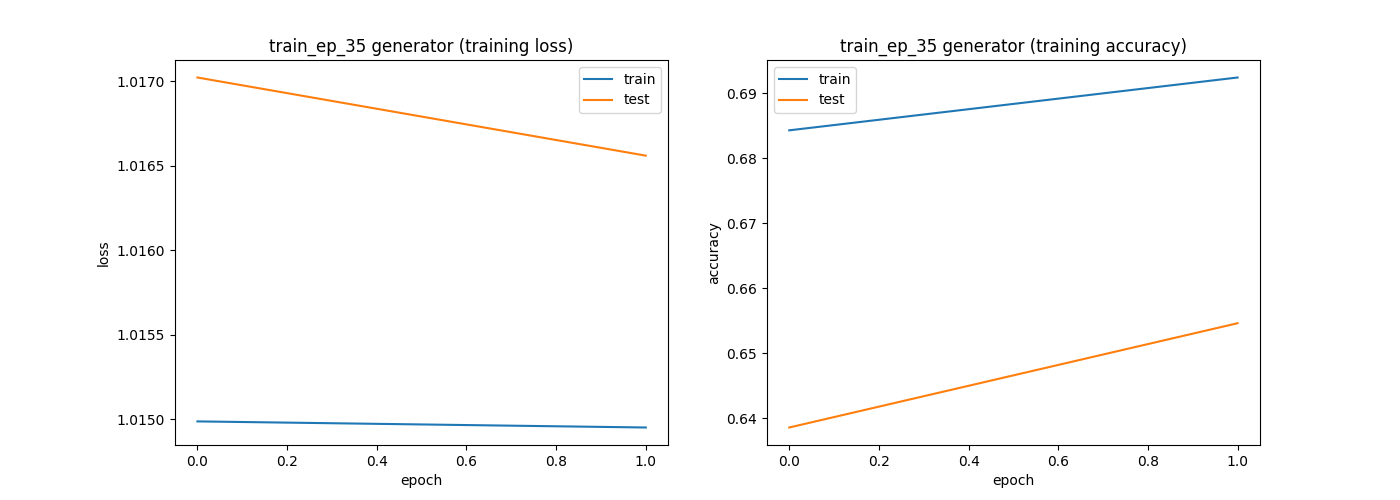 train_ep_35 generator (training loss)
train
test
1.0170
1.0165
1.0160
1.0155
1.0150
loss
0.0 0.2 0.4 0.6 0.8 1.0
epoch
train_ep_35 generator (training accuracy)
train
test
0.69
0.68
0.67
0.66
0.65
0.64
accuracy
0.0 0.2 0.4 0.6 0.8 1.0
epoch